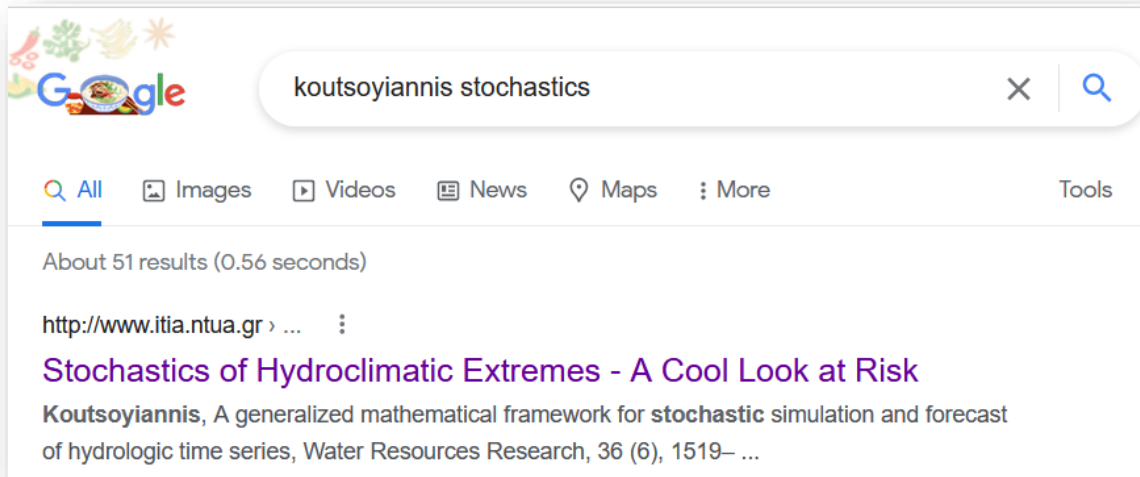 Google
koutsoyiannis stochastics
All Images Videos News Maps More Tools
About 51 results (0.56 seconds)
http://www.itia.ntua.gr › ...
Stochastics of Hydroclimatic Extremes - A Cool Look at Risk
Koutsoyiannis, A generalized mathematical framework for stochastic simulation and forecast
of hydrologic time series, Water Resources Research, 36 (6), 1519– ...